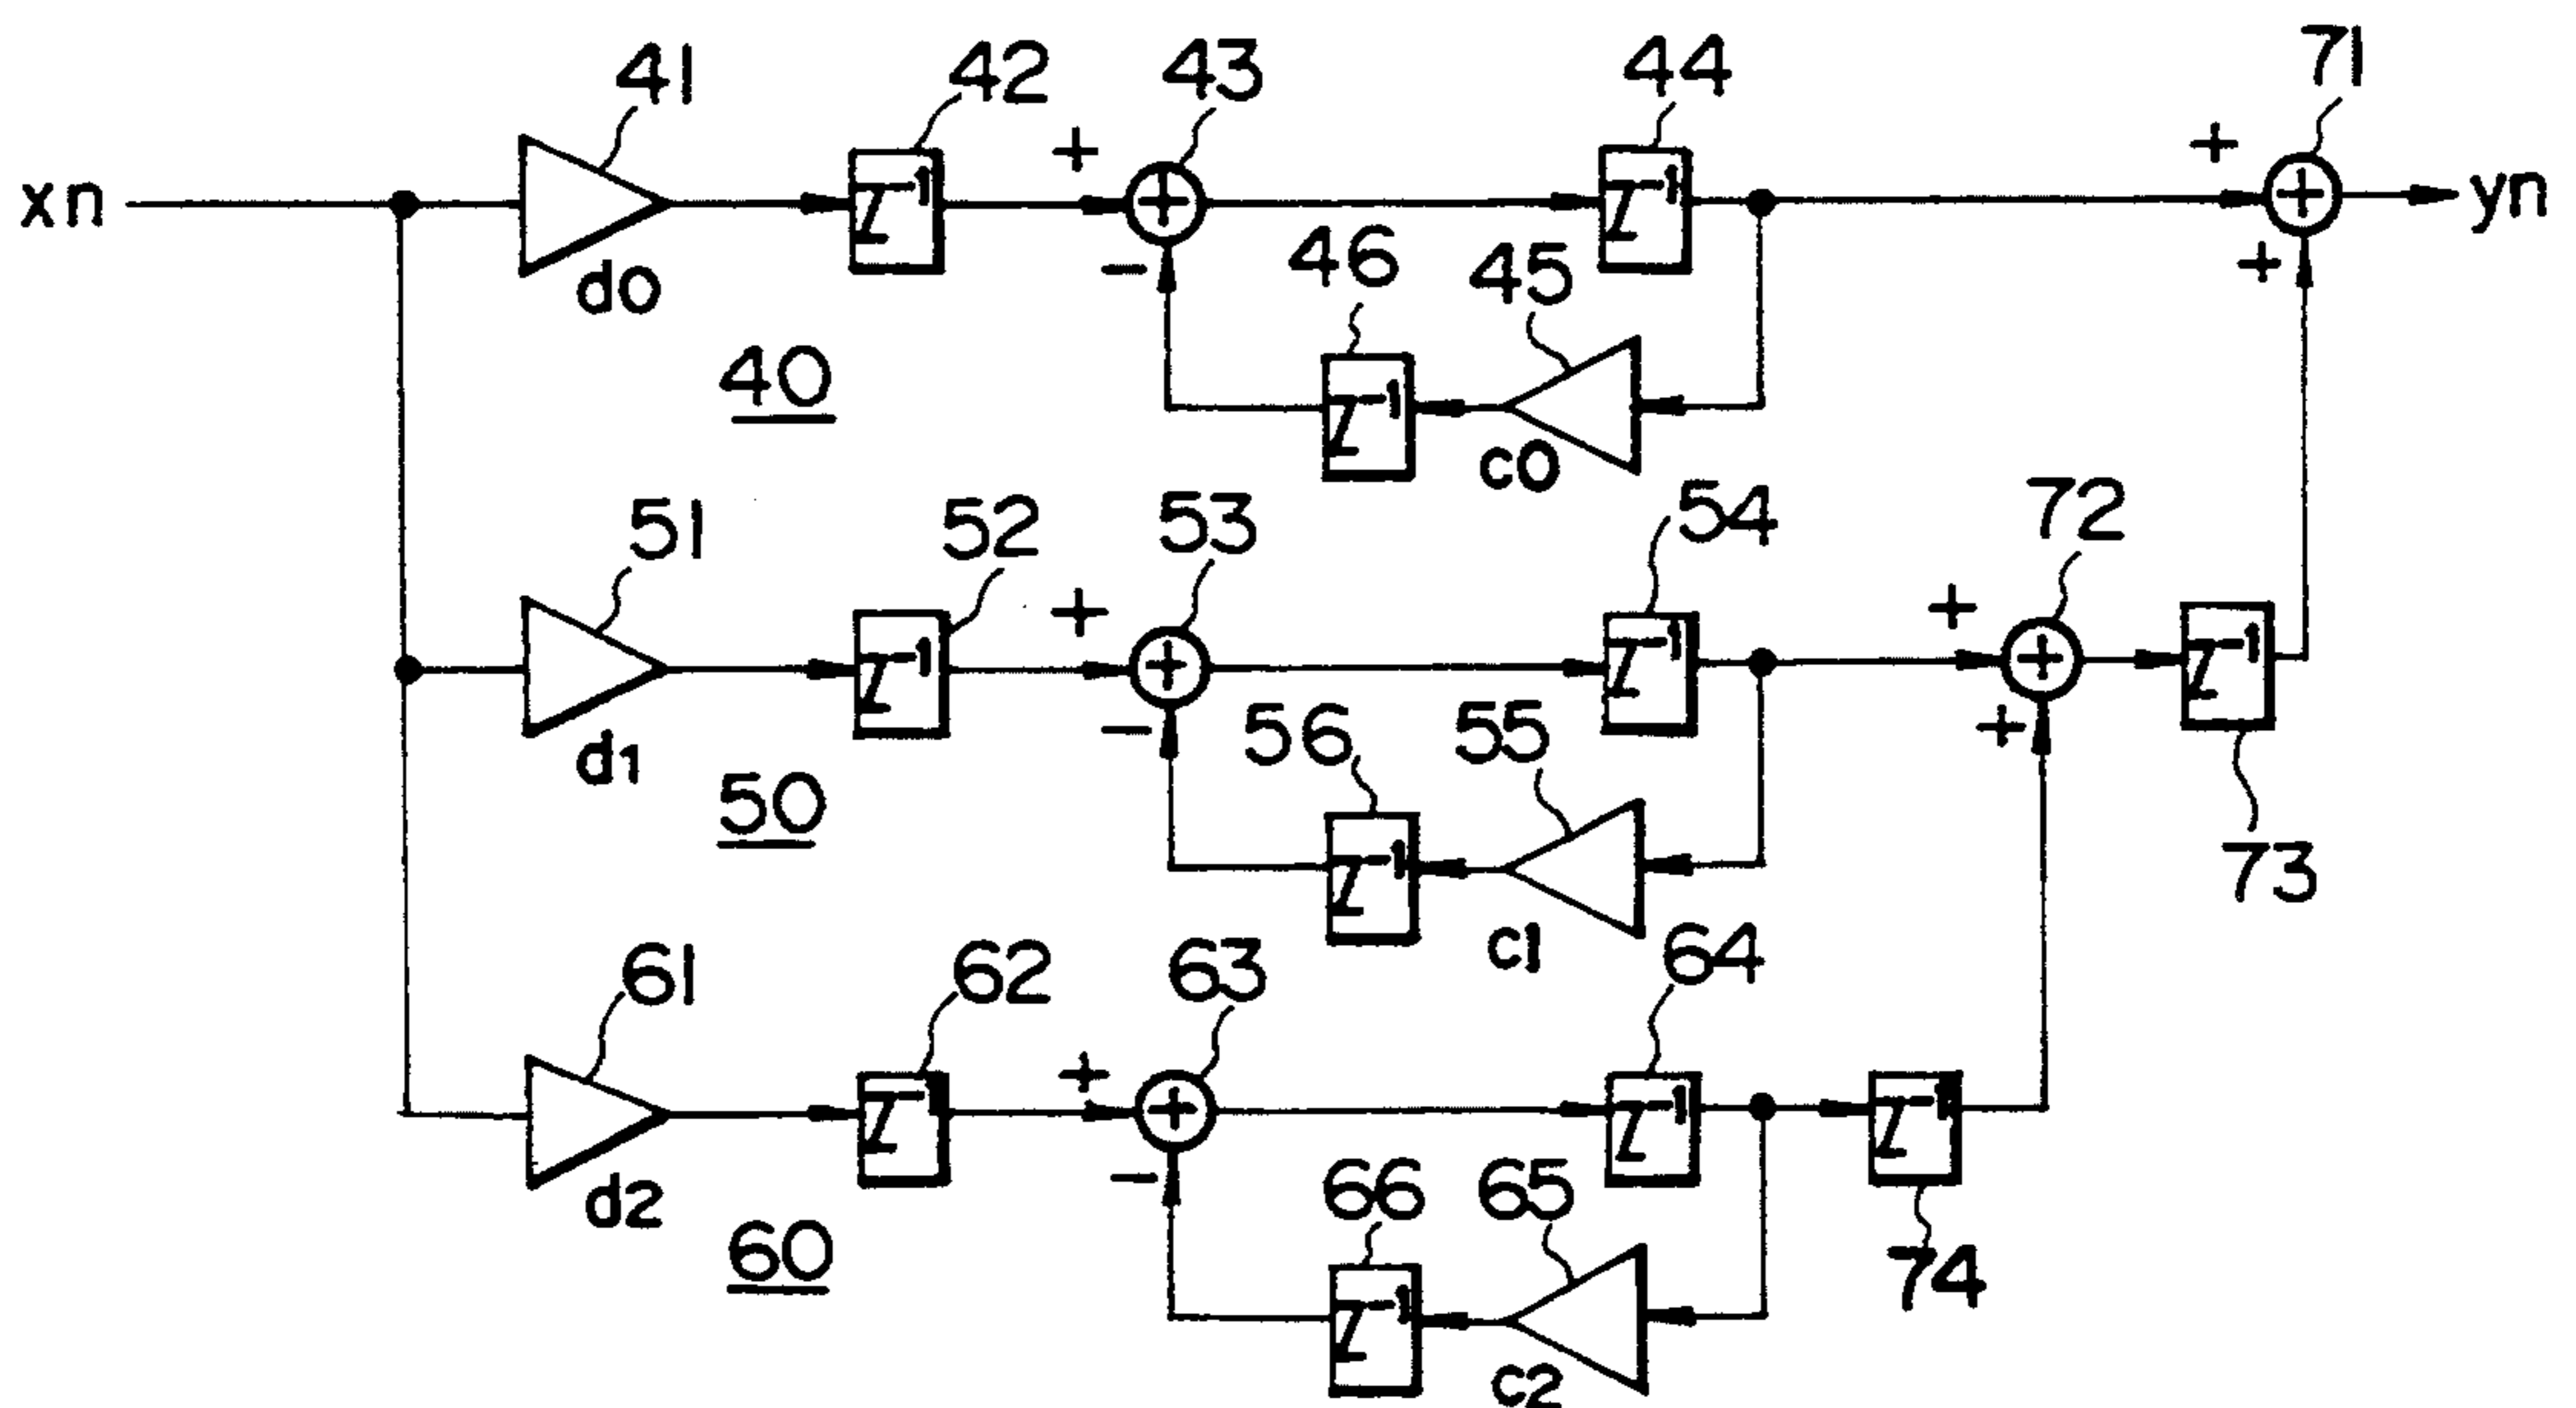 41 42 43 44 71
xn d0 Z-1 + - Z-1 + + yn
46 45
Z-1 c0
40
51 52 53 54 72
d1 Z-1 + - Z-1 + + Z-1
56 55 73
Z-1 c1
50
61 62 63 64
d2 Z-1 + - Z-1 Z-1
66 65 74
Z-1 c2
60